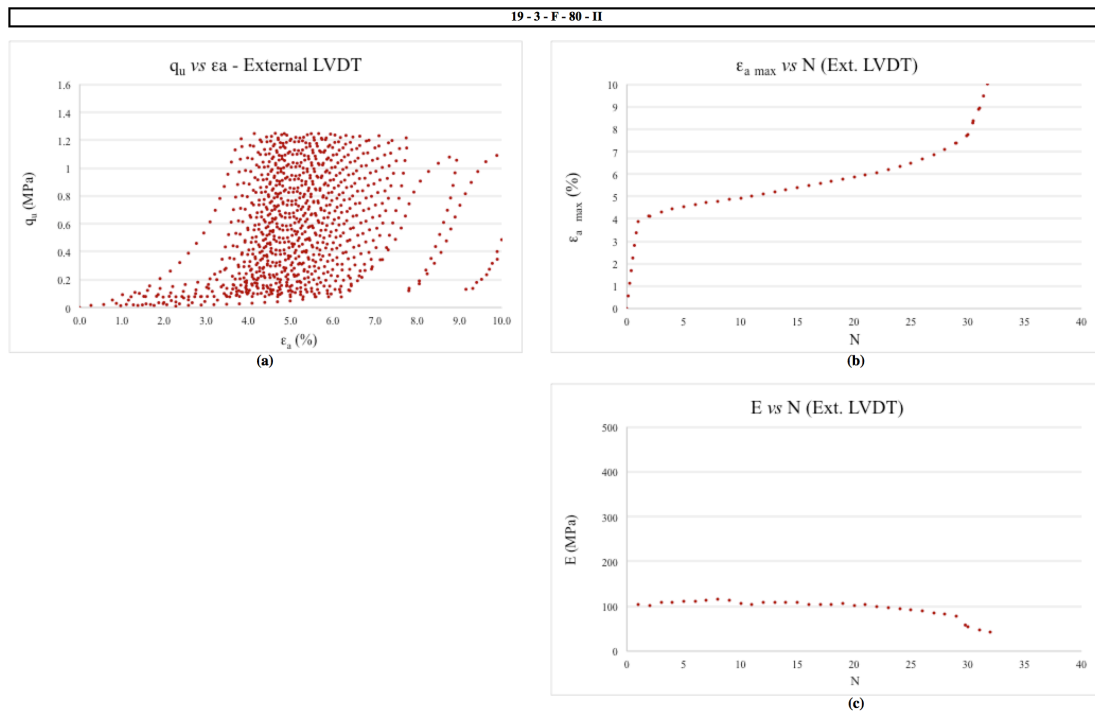 19 - 3 - F - 80 - II
qu vs εa - External LVDT
1.6
1.4
1.2
1
0.8
0.6
0.4
0.2
0
qu (MPa)
0.0 1.0 2.0 3.0 4.0 5.0 6.0 7.0 8.0 9.0 10.0
εa (%)
(a)
εa max vs N (Ext. LVDT)
10
9
8
7
6
5
4
3
2
1
0
εa max (%)
0 5 10 15 20 25 30 35 40
N
(b)
E vs N (Ext. LVDT)
500
400
300
200
100
0
E (MPa)
0 5 10 15 20 25 30 35 40
N
(c)